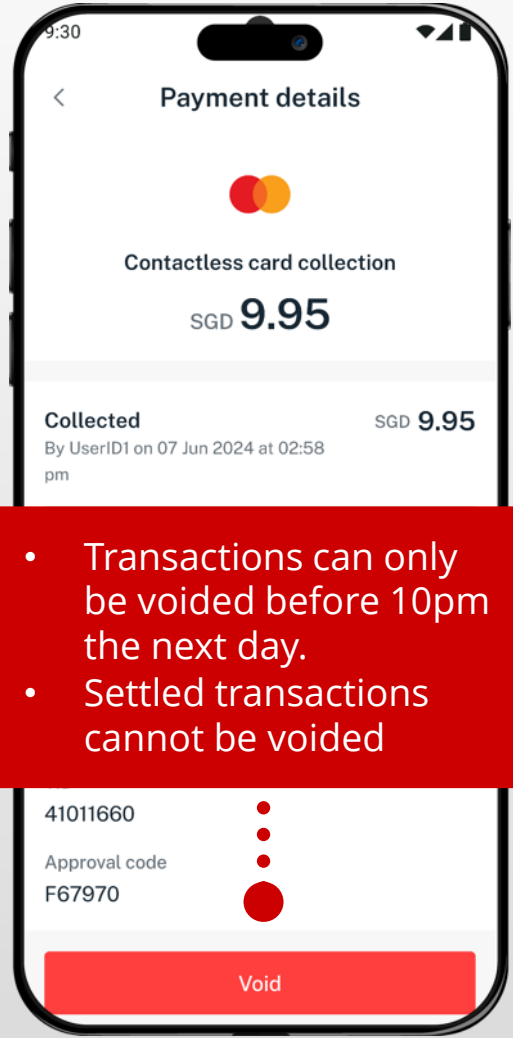 9:30
Payment details
Contactless card collection
SGD 9.95
Collected SGD 9.95
By UserID1 on 07 Jun 2024 at 02:58
pm
• Transactions can only
be voided before 10pm
the next day.
• Settled transactions
cannot be voided
41011660
Approval code
F67970
Void